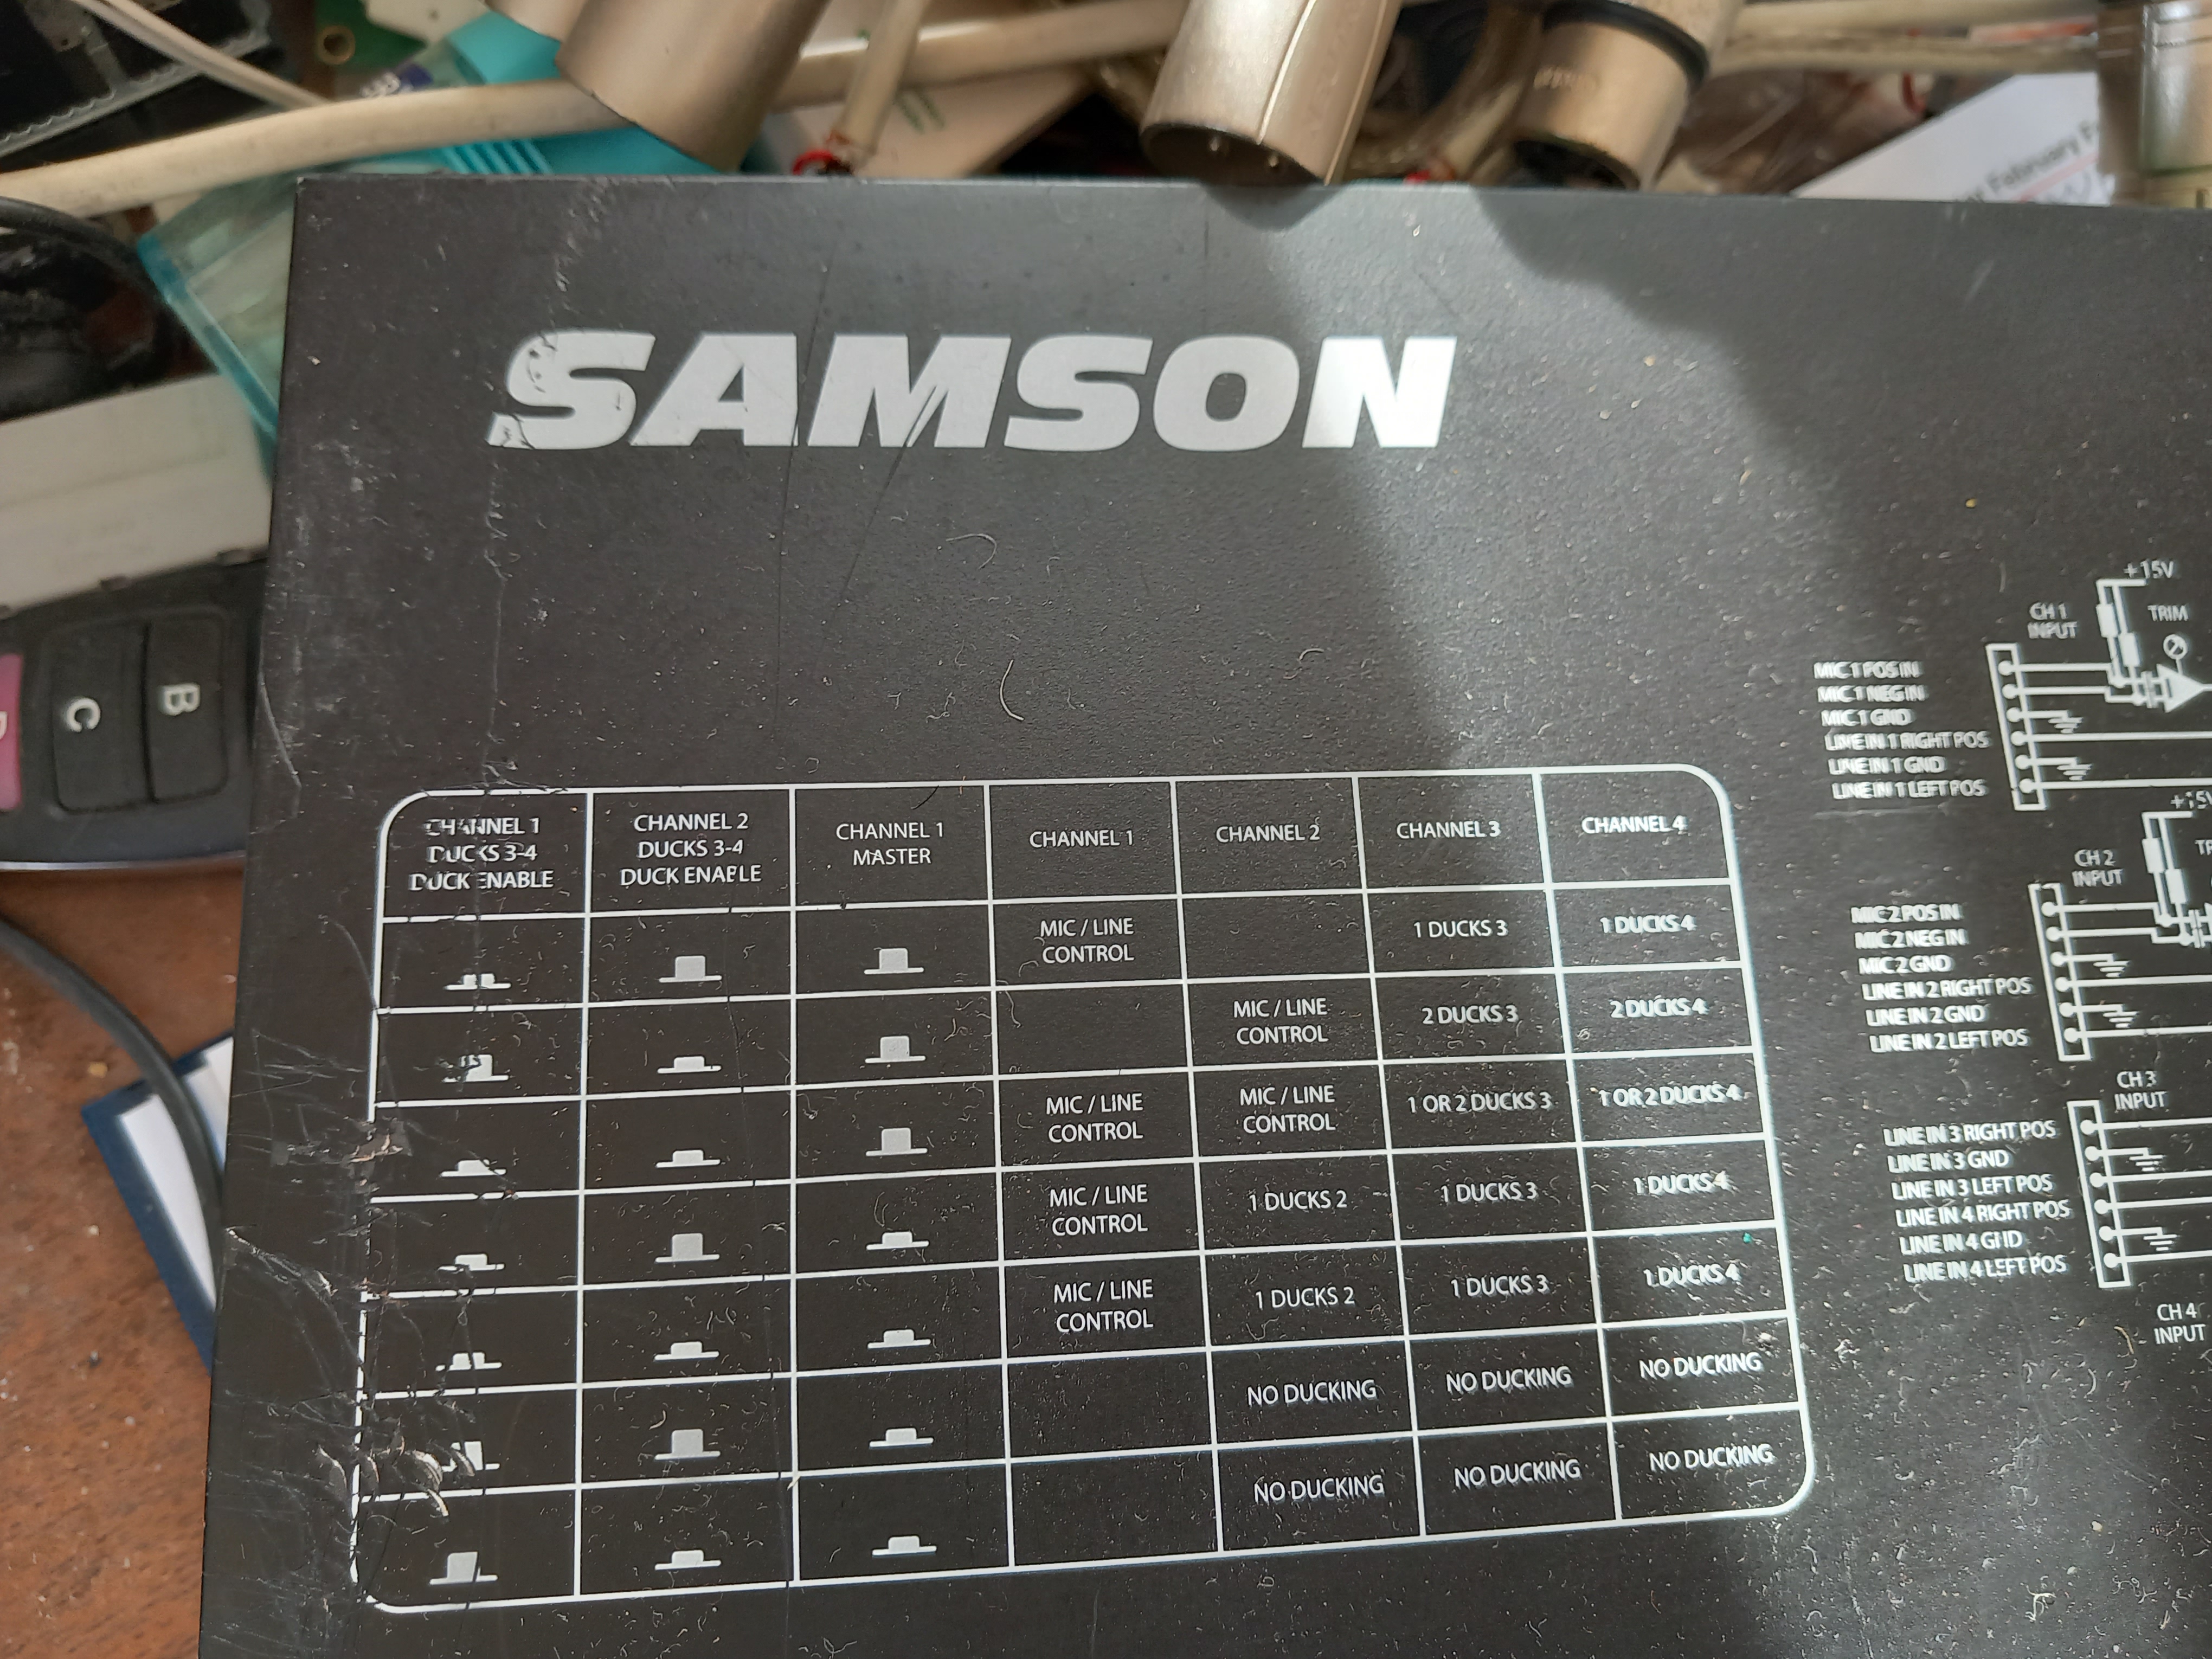 SAMSON
CHANNEL 1
DUCKS 3-4
DUCK ENABLE
CHANNEL 2
DUCKS 3-4
DUCK ENABLE
CHANNEL 1
MASTER
CHANNEL 1
CHANNEL 2
CHANNEL 3
CHANNEL 4
MIC / LINE
CONTROL
1 DUCKS 3
1 DUCKS 4
MIC / LINE
CONTROL
2 DUCKS 3
2 DUCKS 4
MIC / LINE
CONTROL
MIC / LINE
CONTROL
1 OR 2 DUCKS 3
1 OR 2 DUCKS 4
MIC / LINE
CONTROL
1 DUCKS 2
1 DUCKS 3
1 DUCKS 4
MIC / LINE
CONTROL
1 DUCKS 2
1 DUCKS 3
1 DUCKS 4
NO DUCKING
NO DUCKING
NO DUCKING
NO DUCKING
NO DUCKING
NO DUCKING
+15V
CH 1
INPUT
TRIM
MIC 1 POS IN
MIC 1 NEG IN
MIC 1 GND
LINE IN 1 RIGHT POS
LINE IN 1 GND
LINE IN 1 LEFT POS
+15V
CH 2
INPUT
MIC 2 POS IN
MIC 2 NEG IN
MIC 2 GND
LINE IN 2 RIGHT POS
LINE IN 2 GND
LINE IN 2 LEFT POS
CH 3
INPUT
LINE IN 3 RIGHT POS
LINE IN 3 GND
LINE IN 3 LEFT POS
LINE IN 4 RIGHT POS
LINE IN 4 GND
LINE IN 4 LEFT POS
CH 4
INPUT
C
B
February